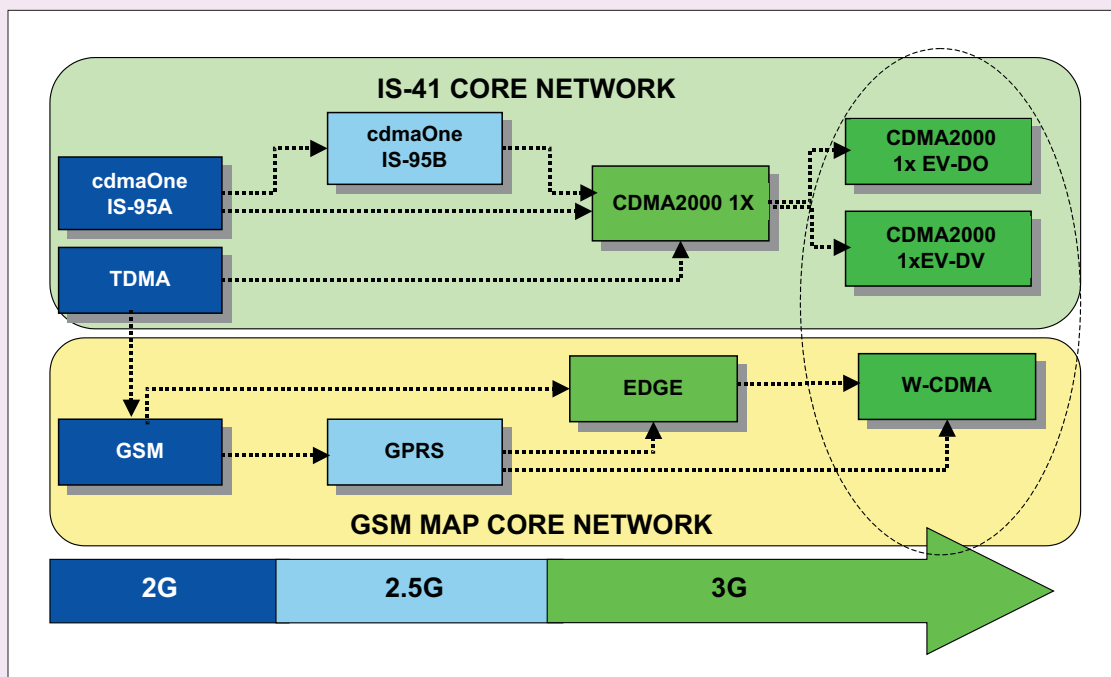 IS-41 CORE NETWORK
cdmaOne
IS-95A
cdmaOne
IS-95B
CDMA2000 1X
CDMA2000
1x EV-DO
CDMA2000
1xEV-DV
TDMA
GSM
GPRS
EDGE
W-CDMA
GSM MAP CORE NETWORK
2G
2.5G
3G